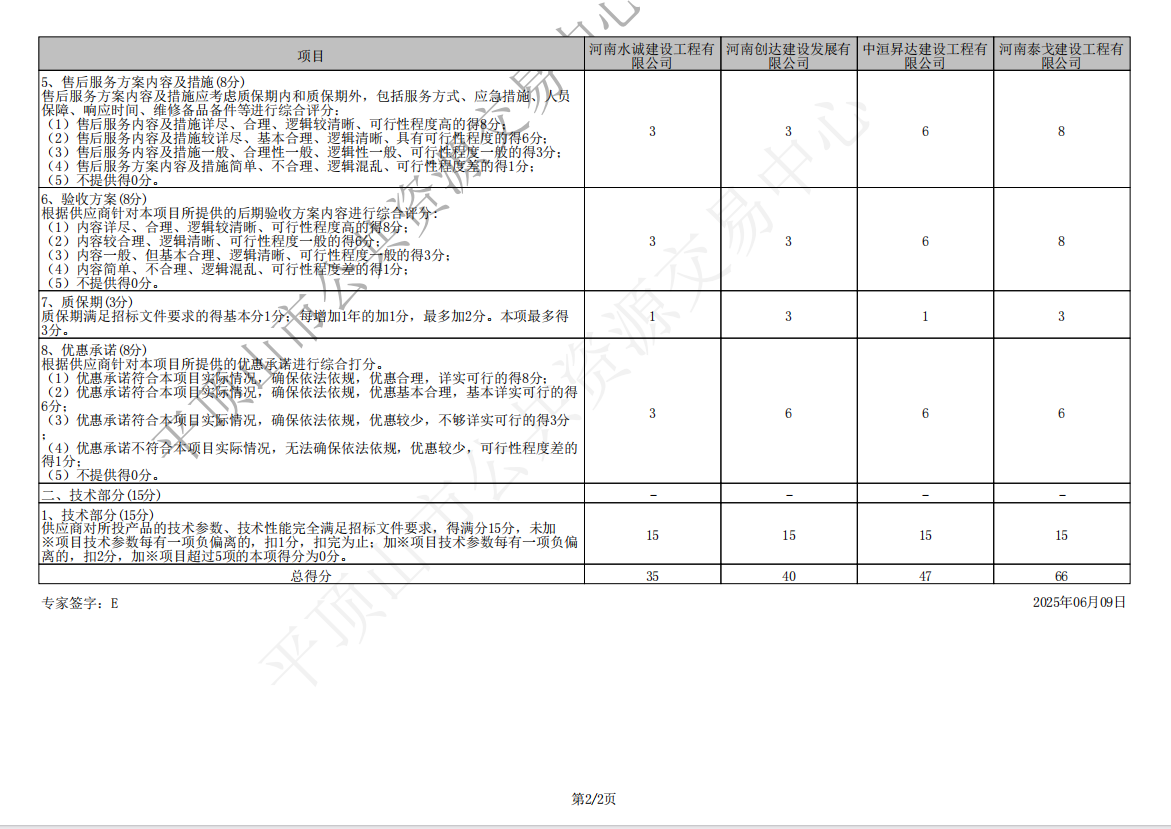 项目
河南水诚建设工程有
限公司
河南创达建设发展有
限公司
中洹昇达建设工程有
限公司
河南泰戈建设工程有
限公司
5、售后服务方案内容及措施(8分)
售后服务方案内容及措施应考虑质保期内和质保期外，包括服务方式、应急措施、人员
保障、响应时间、维修备品备件等进行综合评分：
（1）售后服务内容及措施详尽、合理、逻辑较清晰、可行性程度高的得8分；
（2）售后服务内容及措施较详尽、基本合理、逻辑清晰、具有可行性程度的得6分；
（3）售后服务内容及措施一般、合理性一般、逻辑性一般、可行性程度一般的得3分；
（4）售后服务方案内容及措施简单、不合理、逻辑混乱、可行性程度差的得1分；
（5）不提供得0分。
3
3
6
8
6、验收方案(8分)
根据供应商针对本项目所提供的后期验收方案内容进行综合评分：
（1）内容详尽、合理、逻辑较清晰、可行性程度高的得8分；
（2）内容较合理、逻辑清晰、可行性程度一般的得6分；
（3）内容一般、但基本合理、逻辑清晰、可行性程度一般的得3分；
（4）内容简单、不合理、逻辑混乱、可行性程度差的得1分；
（5）不提供得0分。
3
3
6
8
7、质保期(3分)
质保期满足招标文件要求的得基本分1分；每增加1年的加1分，最多加2分。本项最多得
3分。
1
3
1
3
8、优惠承诺(8分)
根据供应商针对本项目所提供的优惠承诺进行综合打分。
（1）优惠承诺符合本项目实际情况，确保依法依规，优惠合理，详实可行的得8分；
（2）优惠承诺符合本项目实际情况，确保依法依规，优惠基本合理，基本详实可行的得
6分；
（3）优惠承诺符合本项目实际情况，确保依法依规，优惠较少，不够详实可行的得3分
；
（4）优惠承诺不符合本项目实际情况，无法确保依法依规，优惠较少，可行性程度差的
得1分；
（5）不提供得0分。
3
6
6
6
二、技术部分(15分)
－
－
－
－
1、技术部分(15分)
供应商对所投产品的技术参数、技术性能完全满足招标文件要求，得满分15分，未加
※项目技术参数每有一项负偏离的，扣1分，扣完为止；加※项目技术参数每有一项负偏
离的，扣2分，加※项目超过5项的本项得分为0分。
15
15
15
15
总得分
35
40
47
66
专家签字：E
2025年06月09日
平顶山市公共资源交易中心
平顶山市公共资源交易中心
第2/2页